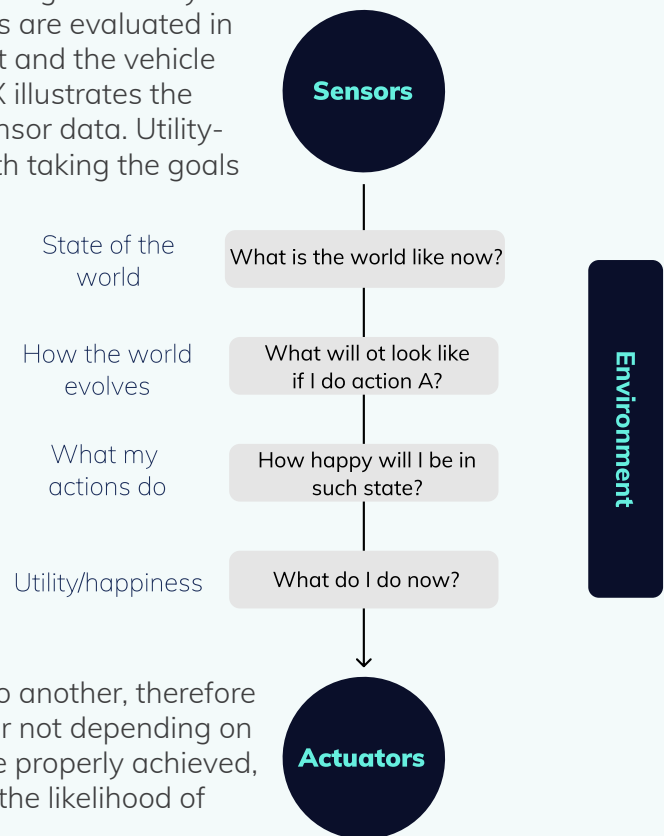 s are evaluated in
t and the vehicle
X illustrates the
nsor data. Utility-
th taking the goals
Sensors
State of the
world
What is the world like now?
How the world
evolves
What will ot look like
if I do action A?
What my
actions do
How happy will I be in
such state?
Utility/happiness
What do I do now?
Environment
o another, therefore
r not depending on
e properly achieved,
the likelihood of
Actuators